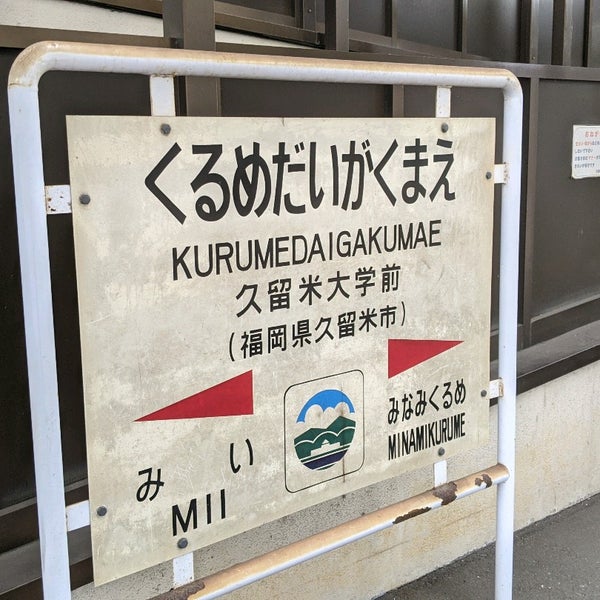 くるめだいがくまえ
KURUMEDAIGAKUMAE
久留米大学前
(福岡県久留米市)
みい
MII
みなみくるめ
MINAMIKURUME